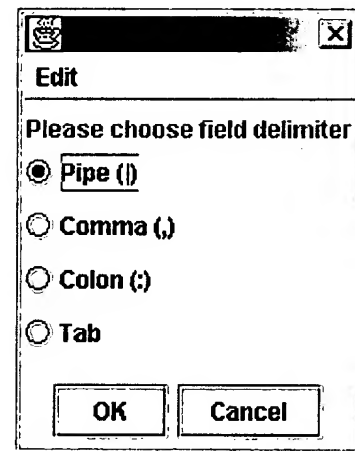 Edit
Please choose field delimiter
Pipe (|)
Comma (,)
Colon (:)
Tab
OK Cancel